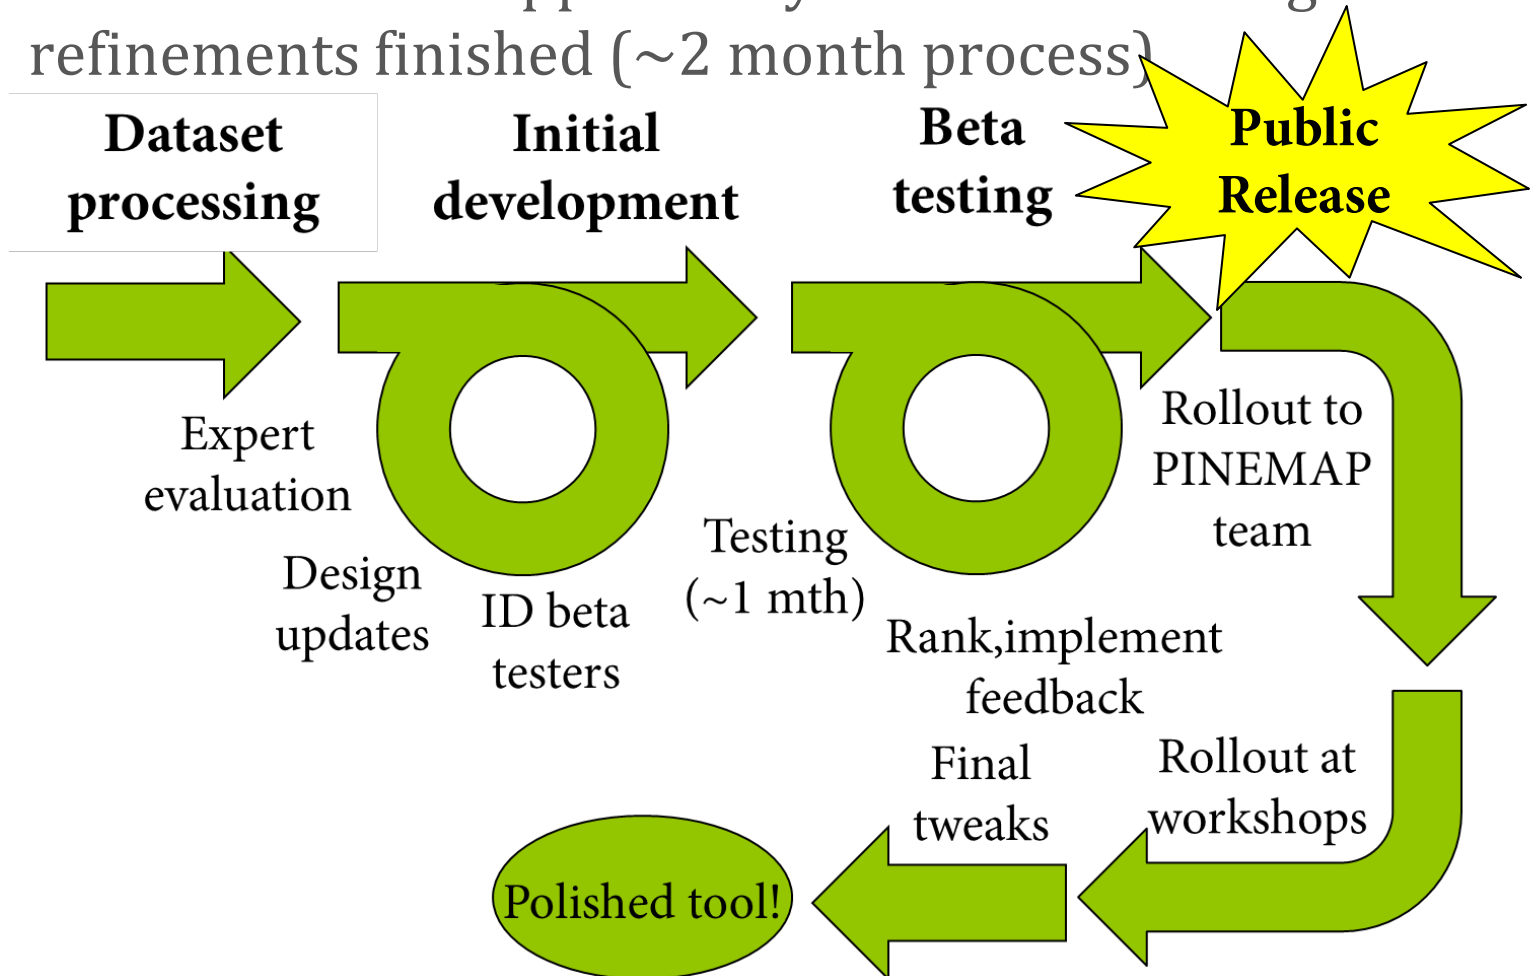 refinements finished (~2 month process)
Dataset
processing
Initial
development
Beta
testing
Public
Release
Expert
evaluation
Design
updates
ID beta
testers
Testing
(~1 mth)
Rank,implement
feedback
Rollout to
PINEMAP
team
Rollout at
workshops
Final
tweaks
Polished tool!